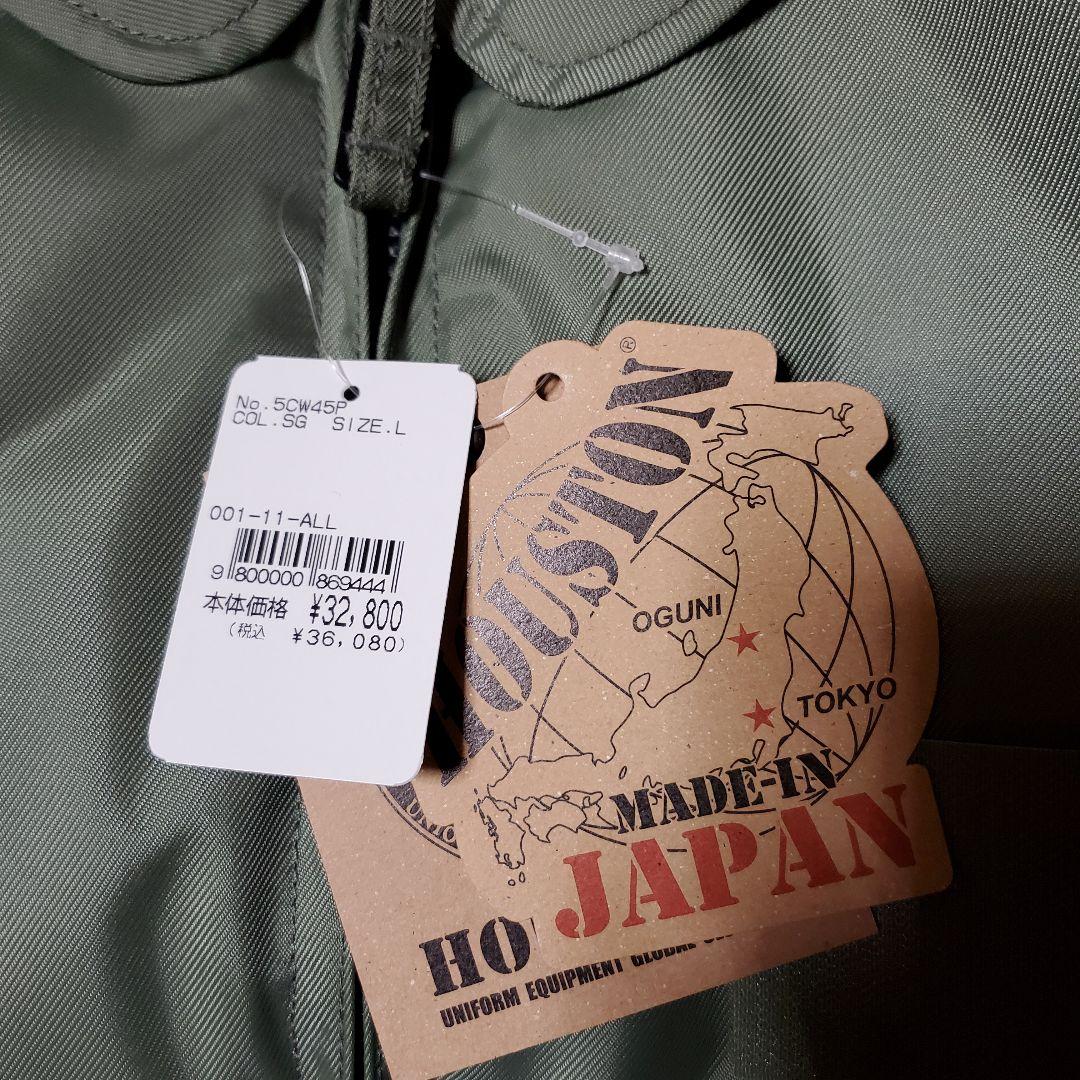 No.5CW45P
COL.SG SIZE.L
001-11-ALL
9 800000 869444
本体価格 ¥32,800
(税込 ¥36,080)
HOUSTON®
OGUNI
TOKYO
MADE-IN
JAPAN
HO
UNIFORM EQUIPMENT GLOBAL